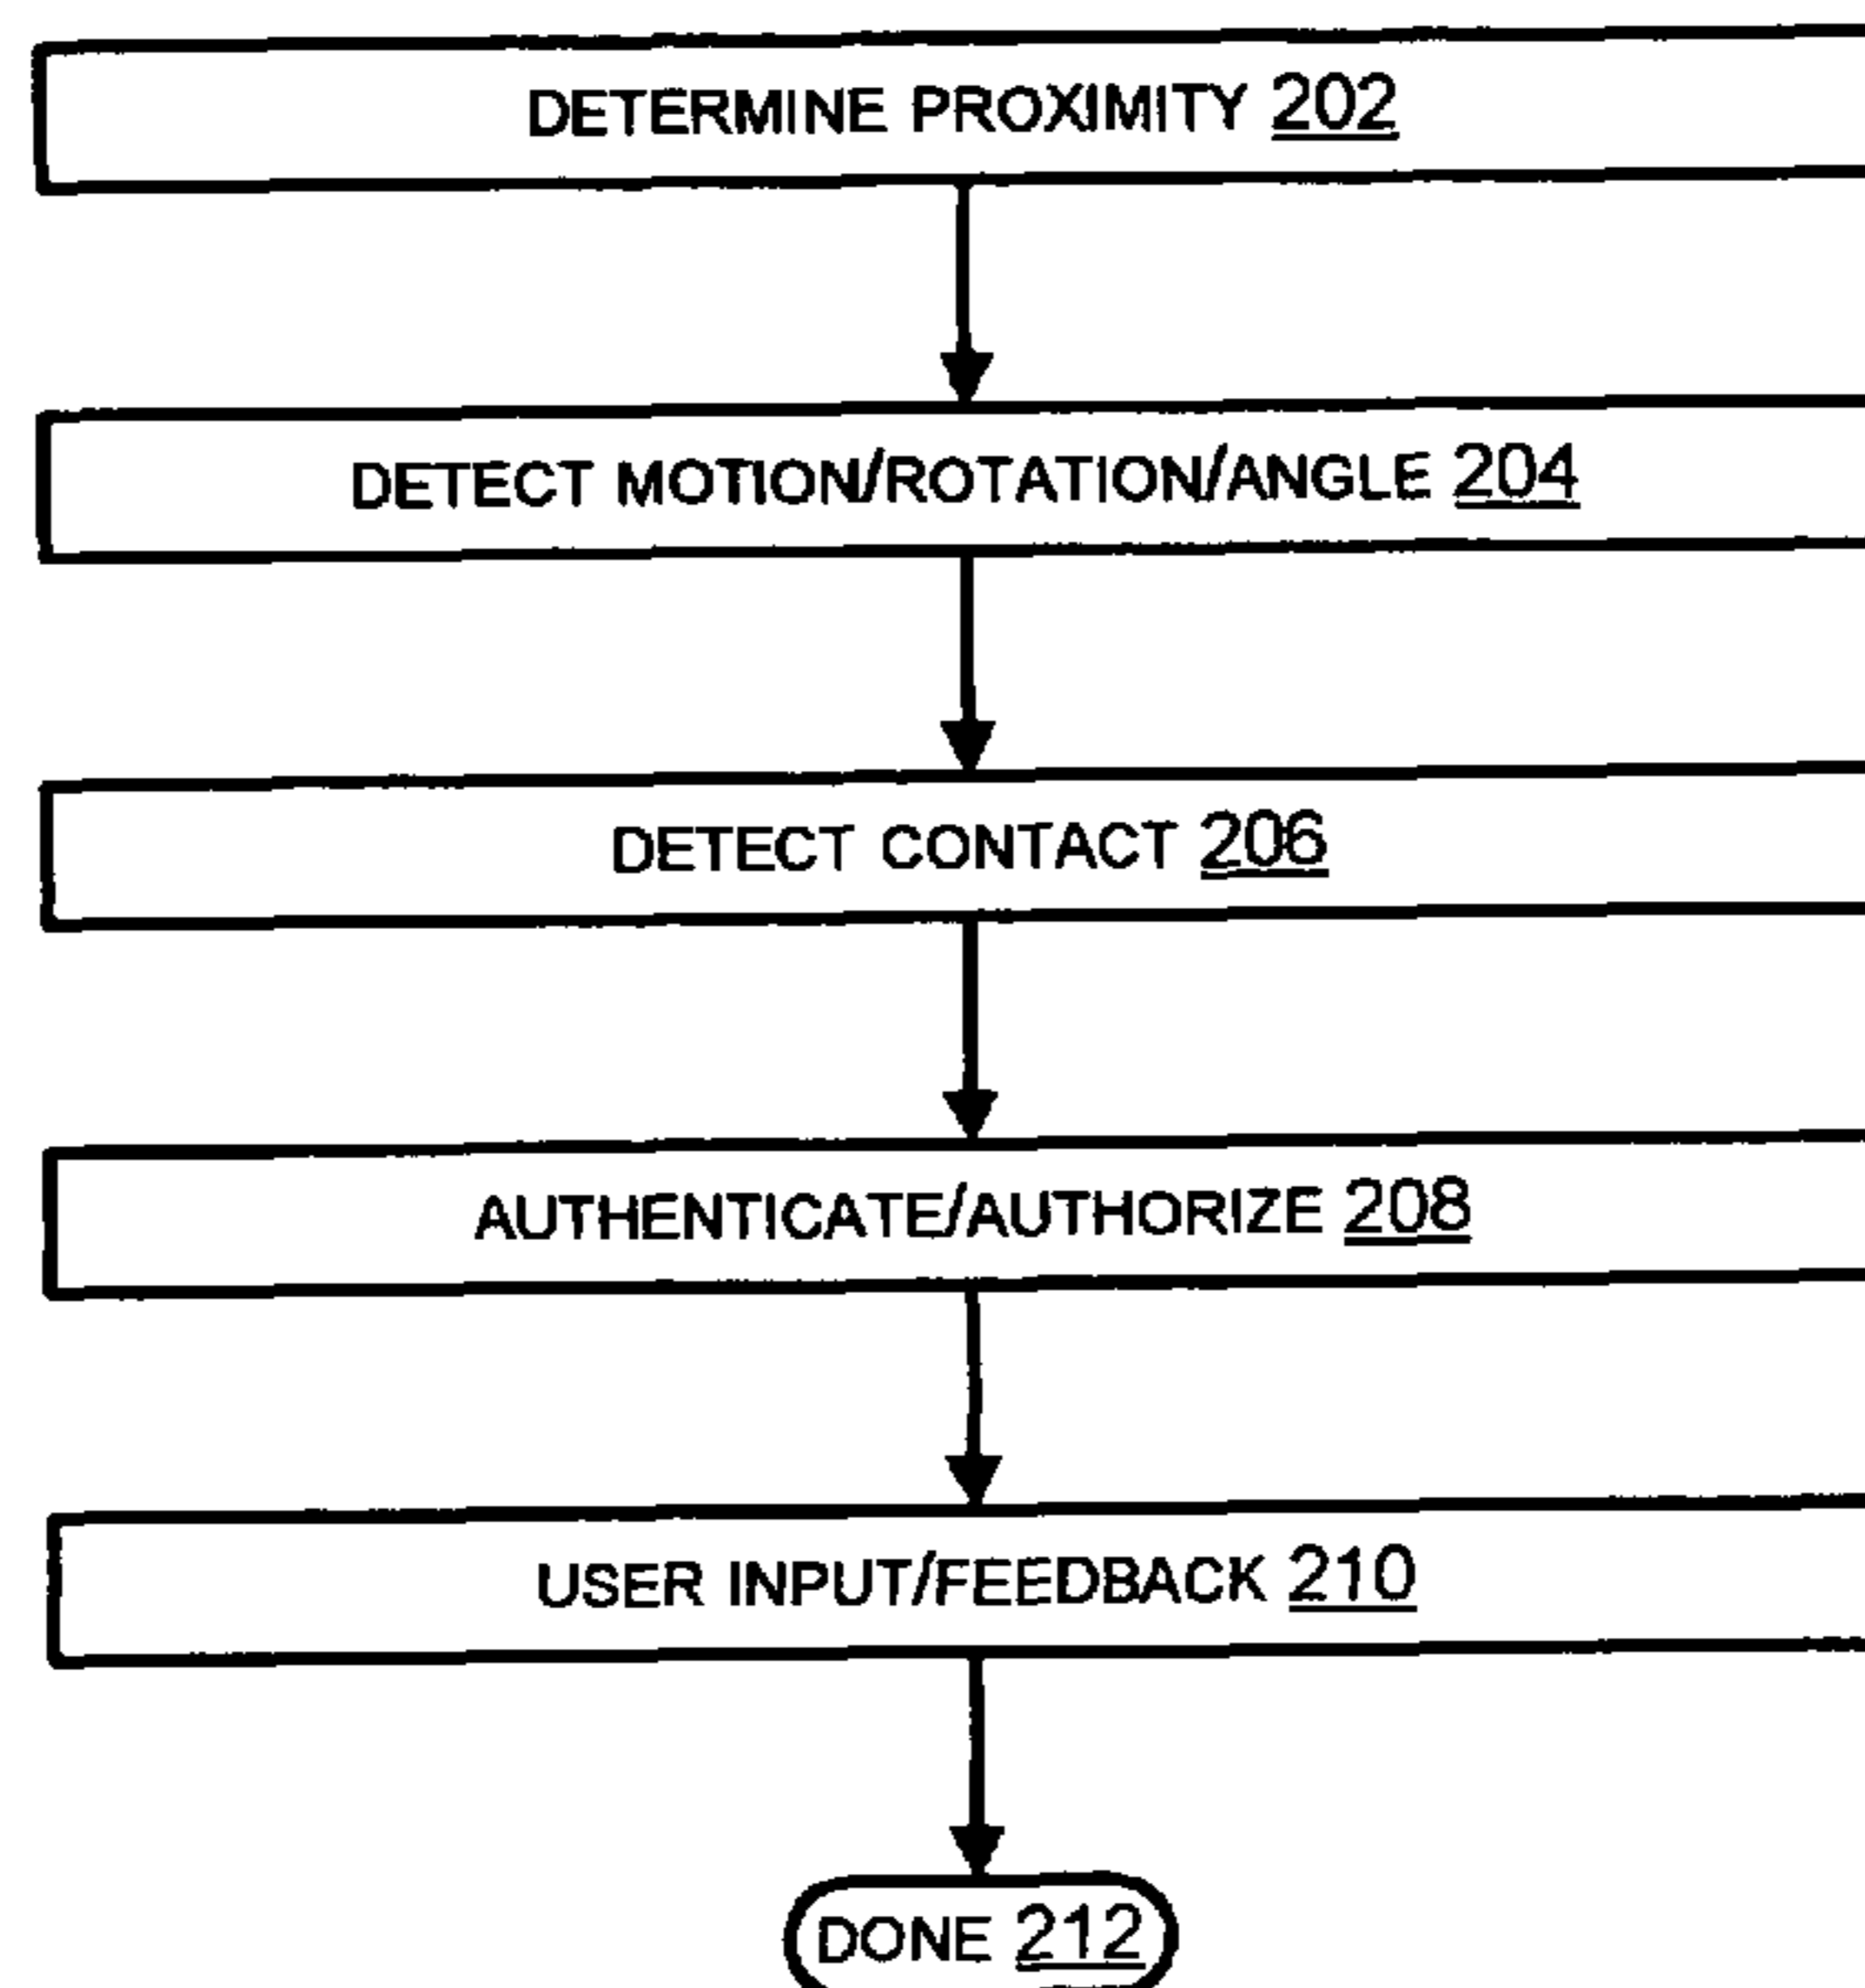 DETERMINE PROXIMITY 202
DETECT MOTION/ROTATION/ANGLE 204
DETECT CONTACT 206
AUTHENTICATE/AUTHORIZE 208
USER INPUT/FEEDBACK 210
DONE 212